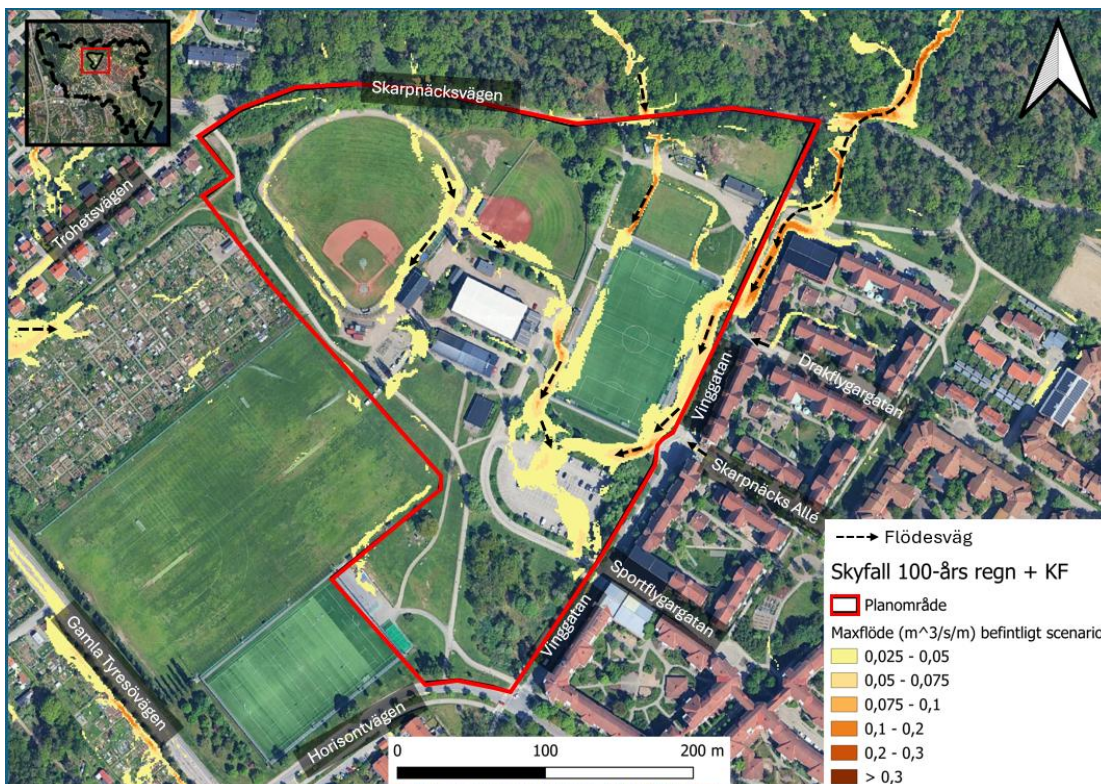 Skarpnäcksvägen
Trohetsvägen
Vinggatan
Drakflygargatan
Skarpnäcks Allé
Sportflygargatan
Vinggatan
Gamla Tyresövägen
Horisontvägen
0 100 200 m
Flödesväg
Skyfall 100-års regn + KF
Planområde
Maxflöde (m^3/s/m) befintligt scenario
0,025 - 0,05
0,05 - 0,075
0,075 - 0,1
0,1 - 0,2
0,2 - 0,3
> 0,3